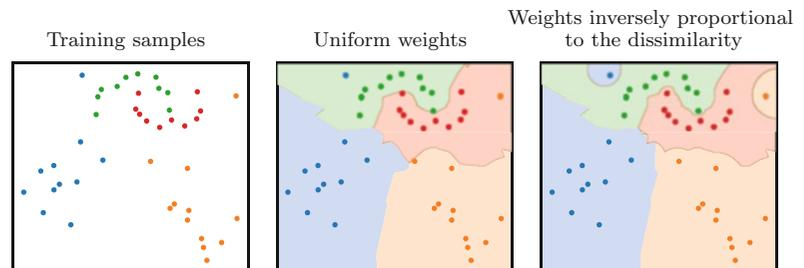 Training samples
Uniform weights
Weights inversely proportional
to the dissimilarity